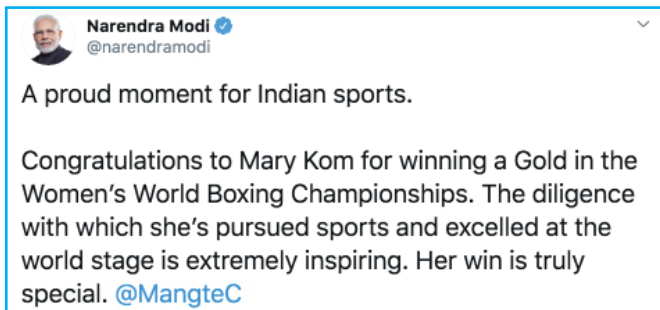 Narendra Modi
@narendramodi
A proud moment for Indian sports.
Congratulations to Mary Kom for winning a Gold in the
Women's World Boxing Championships. The diligence
with which she's pursued sports and excelled at the
world stage is extremely inspiring. Her win is truly
special. @MangteC